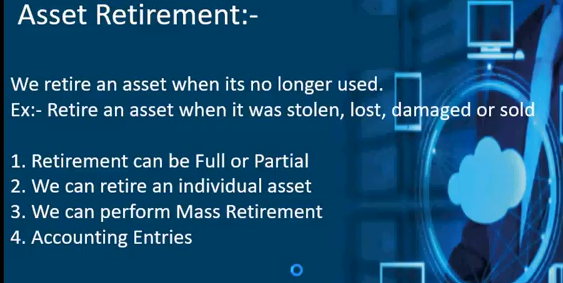 Asset Retirement:-
We retire an asset when its no longer used.
Ex:- Retire an asset when it was stolen, lost, damaged or sold
1. Retirement can be Full or Partial
2. We can retire an individual asset
3. We can perform Mass Retirement
4. Accounting Entries